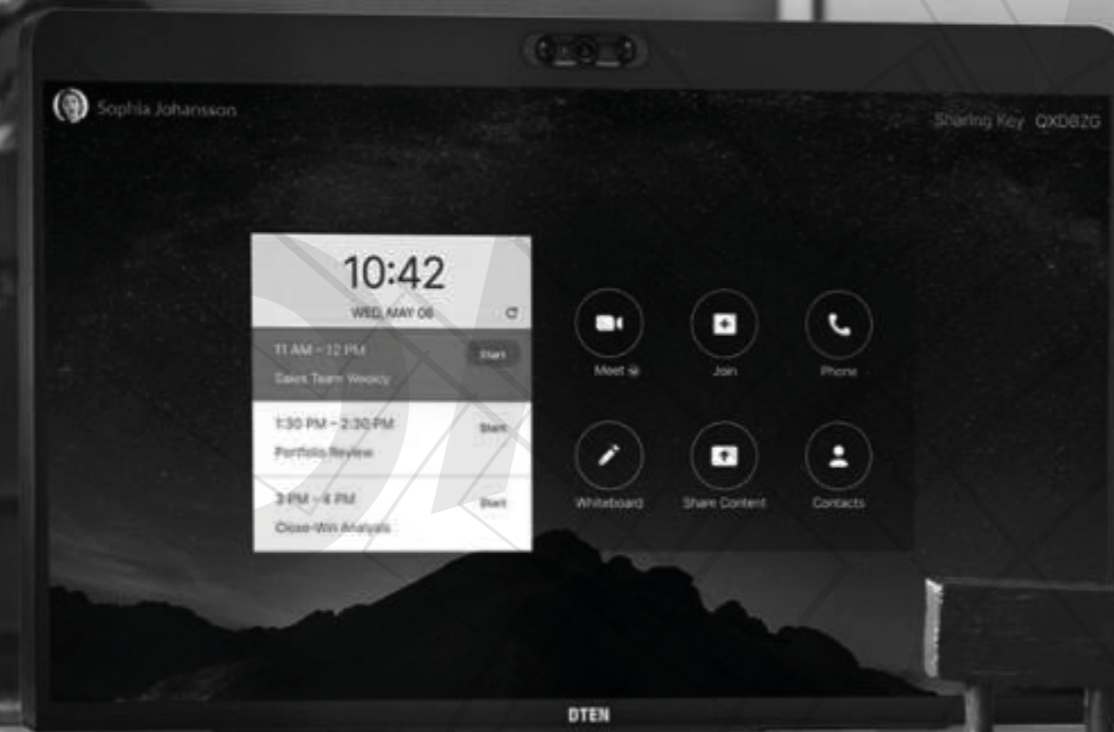 Sophia Johansson
Sharing Key QXDBZG
10:42
WED, MAY 06
11 AM – 12 PM
Start
Sales Team Weekly
1:30 PM – 2:30 PM
Start
Portfolio Review
3 PM – 4 PM
Start
Close-Win Analysis
Meet
Join
Phone
Whiteboard
Share Content
Contacts
DTEN